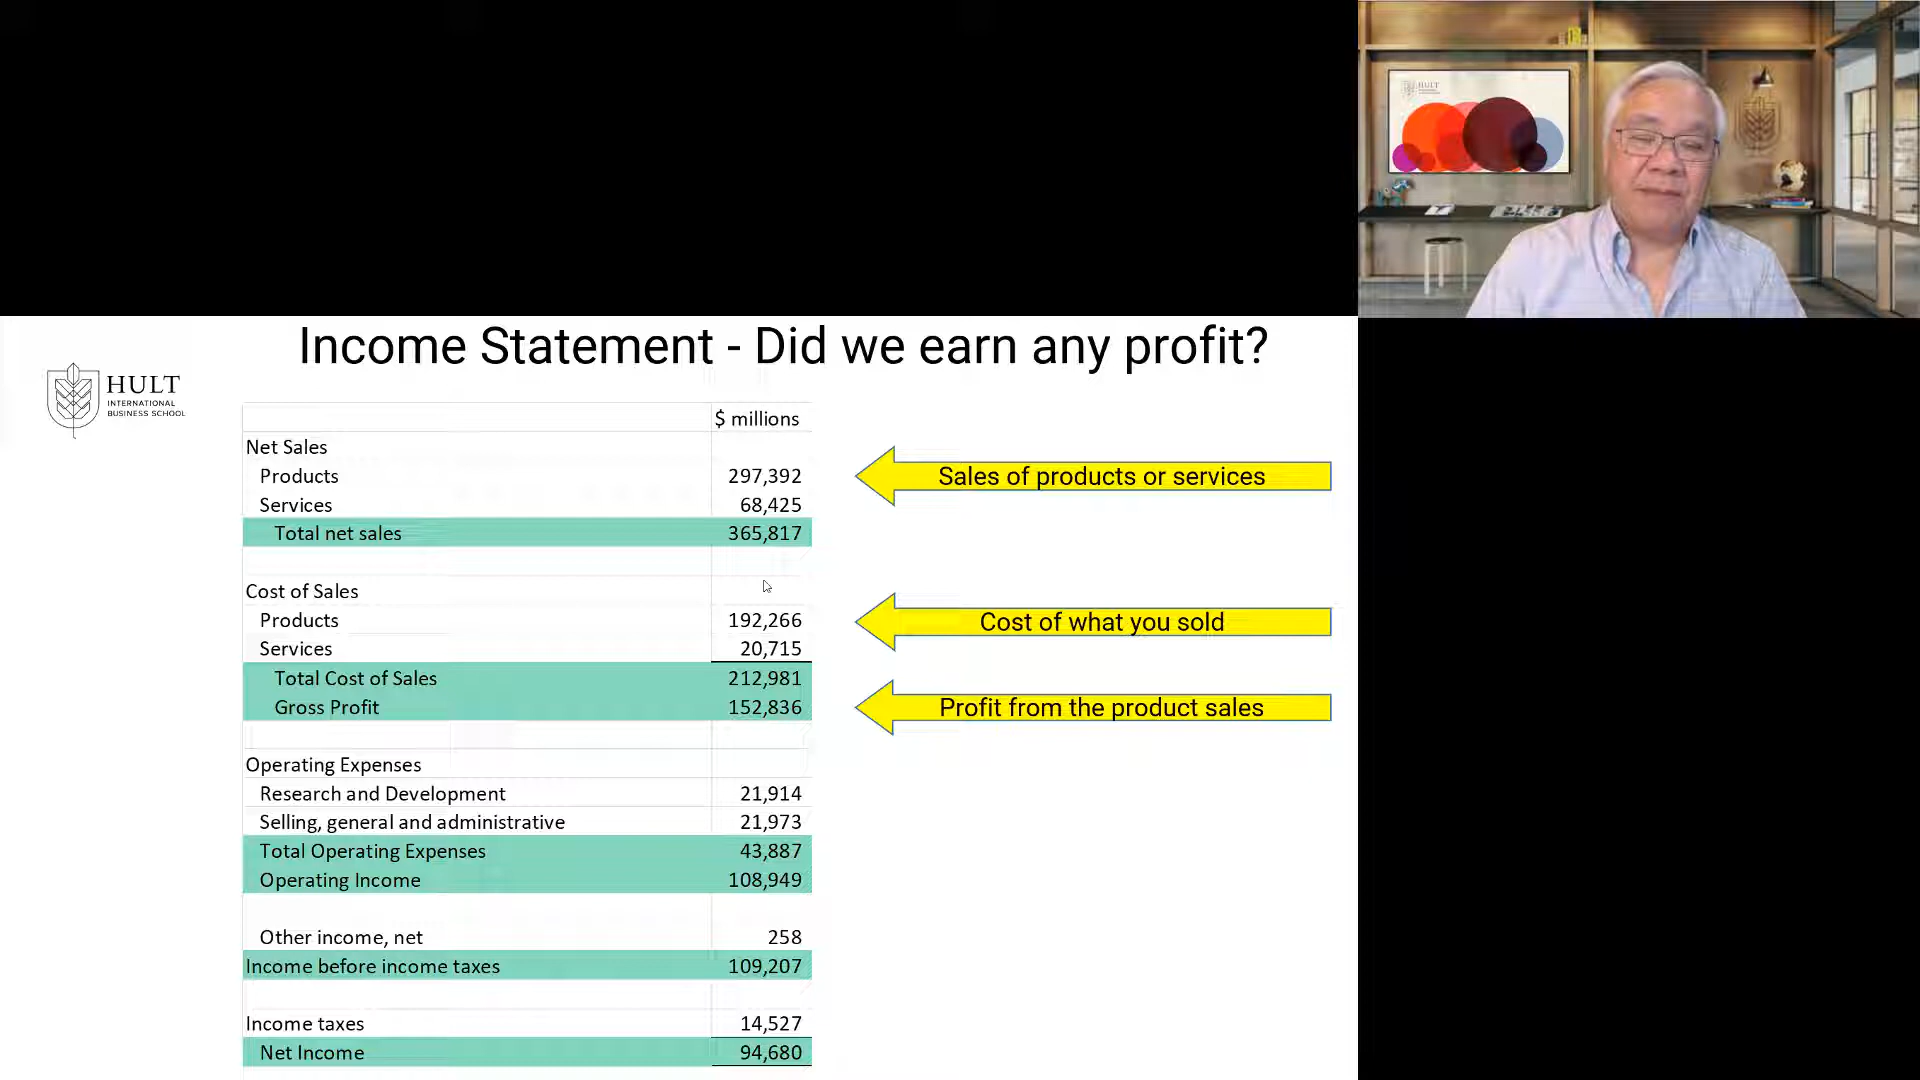 HULT
Income Statement - Did we earn any profit?
HULT
INTERNATIONAL
BUSINESS SCHOOL
$ millions
Net Sales
Products 297,392
Sales of products or services
Services 68,425
Total net sales 365,817
Cost of Sales
Products 192,266
Cost of what you sold
Services 20,715
Total Cost of Sales 212,981
Gross Profit 152,836
Profit from the product sales
Operating Expenses
Research and Development 21,914
Selling, general and administrative 21,973
Total Operating Expenses 43,887
Operating Income 108,949
Other income, net 258
Income before income taxes 109,207
Income taxes 14,527
Net Income 94,680